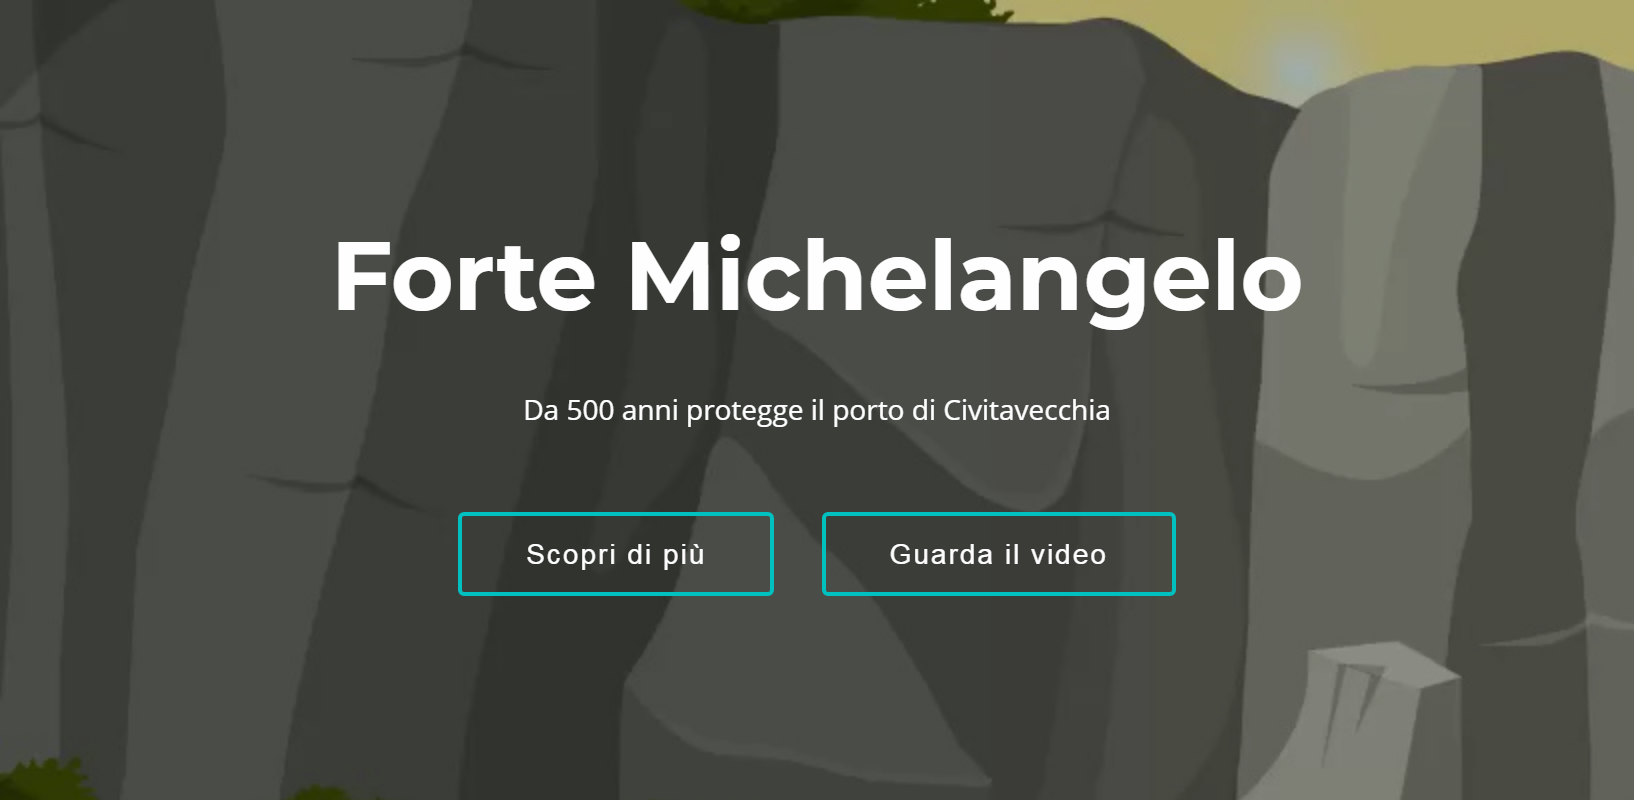 Forte Michelangelo
Da 500 anni protegge il porto di Civitavecchia
Scopri di più
Guarda il video